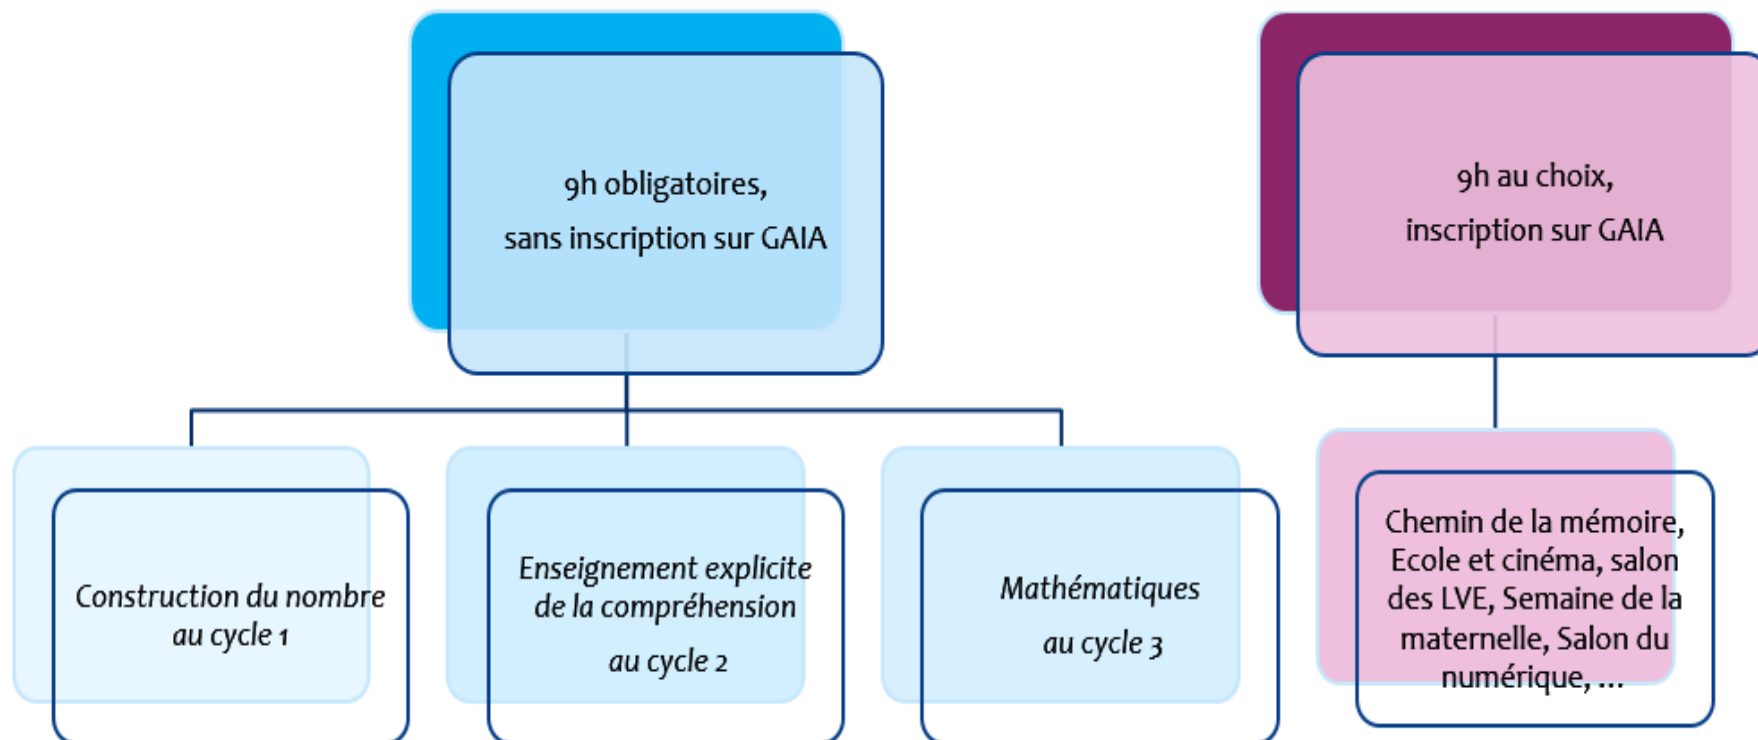 9h obligatoires,
sans inscription sur GAIA
9h au choix,
inscription sur GAIA
Construction du nombre
au cycle 1
Enseignement explicite
de la compréhension
au cycle 2
Mathématiques
au cycle 3
Chemin de la mémoire,
Ecole et cinéma, salon
des LVE, Semaine de la
maternelle, Salon du
numérique, ...